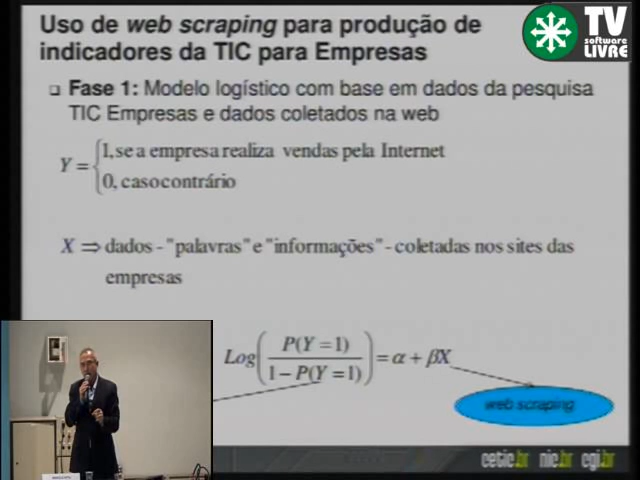 Uso de web scraping para produção de
indicadores da TIC para Empresas
TV
software
LIVRE
Fase 1: Modelo logístico com base em dados da pesquisa
TIC Empresas e dados coletados na web
Y = { 1, se a empresa realiza vendas pela Internet
0, caso contrário
X ⇒ dados - "palavras" e "informações" - coletadas nos sites das
empresas
Log( P(Y = 1) / 1 − P(Y = 1) ) = α + βX
web scraping
cetic.br nic.br cgi.br